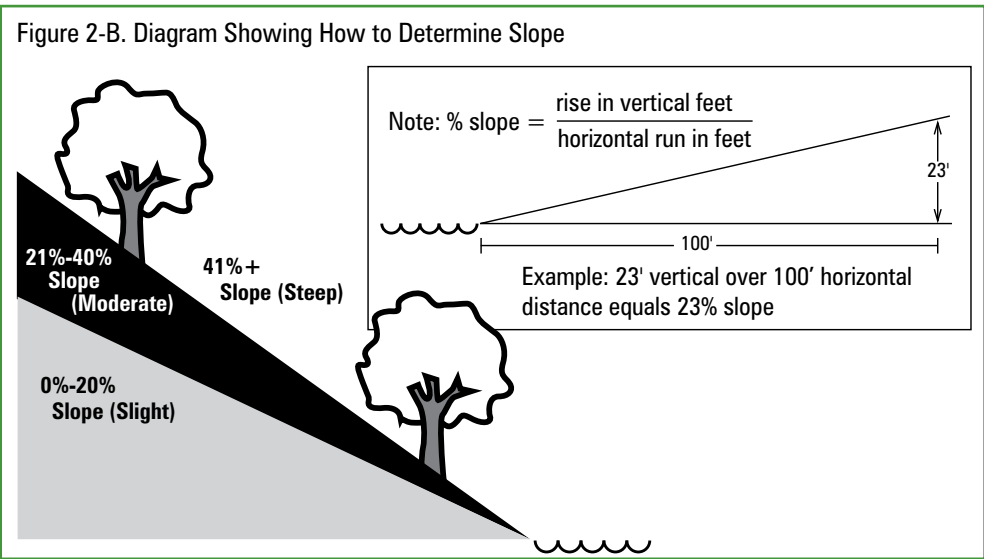 Figure 2-B. Diagram Showing How to Determine Slope
Note: % slope = rise in vertical feet
horizontal run in feet
23'
100'
Example: 23' vertical over 100′ horizontal
distance equals 23% slope
21%-40%
Slope
(Moderate)
41%+
Slope (Steep)
0%-20%
Slope (Slight)